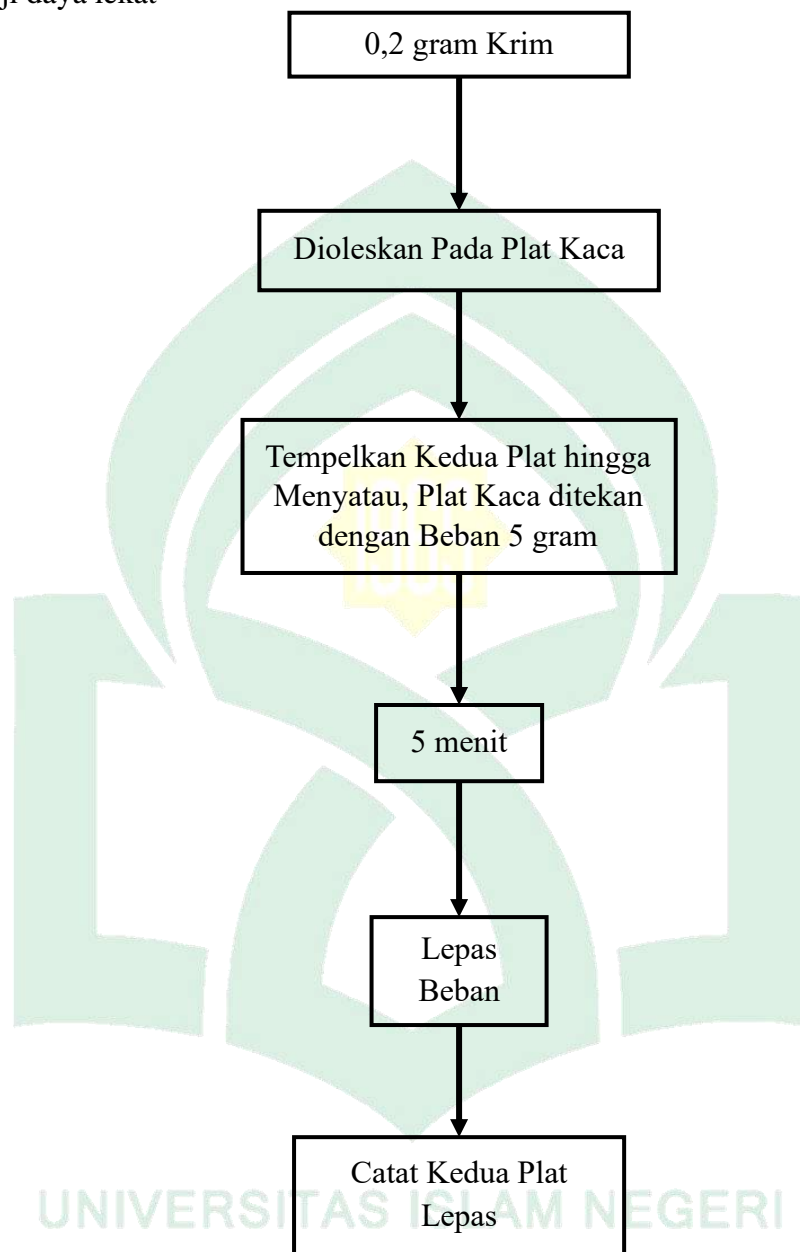 daya lekat
0,2 gram Krim
Dioleskan Pada Plat Kaca
Tempelkan Kedua Plat hingga
Menyatau, Plat Kaca ditekan
dengan Beban 5 gram
5 menit
Lepas
Beban
Catat Kedua Plat
Lepas
UNIVERSITAS ISLAM NEGERI